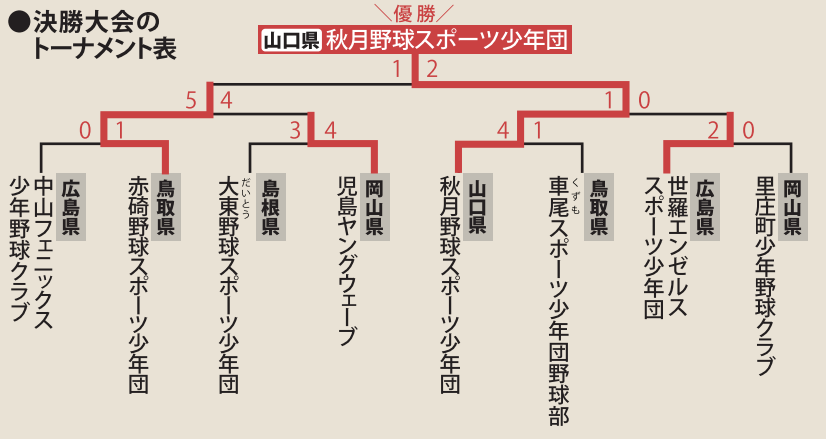 ●決勝大会の
トーナメント表
優勝
山口県 秋月野球スポーツ少年団
1 2
5 4
1 0
0 1
3 4
4 1
2 0
広島県
中山フェニックス
少年野球クラブ
鳥取県
赤碕野球スポーツ少年団
島根県
大東野球スポーツ少年団
だいとう
岡山県
児島ヤングウェーブ
山口県
秋月野球スポーツ少年団
鳥取県
車尾スポーツ少年団野球部
くずも
広島県
世羅エンゼルス
スポーツ少年団
岡山県
里庄町少年野球クラブ